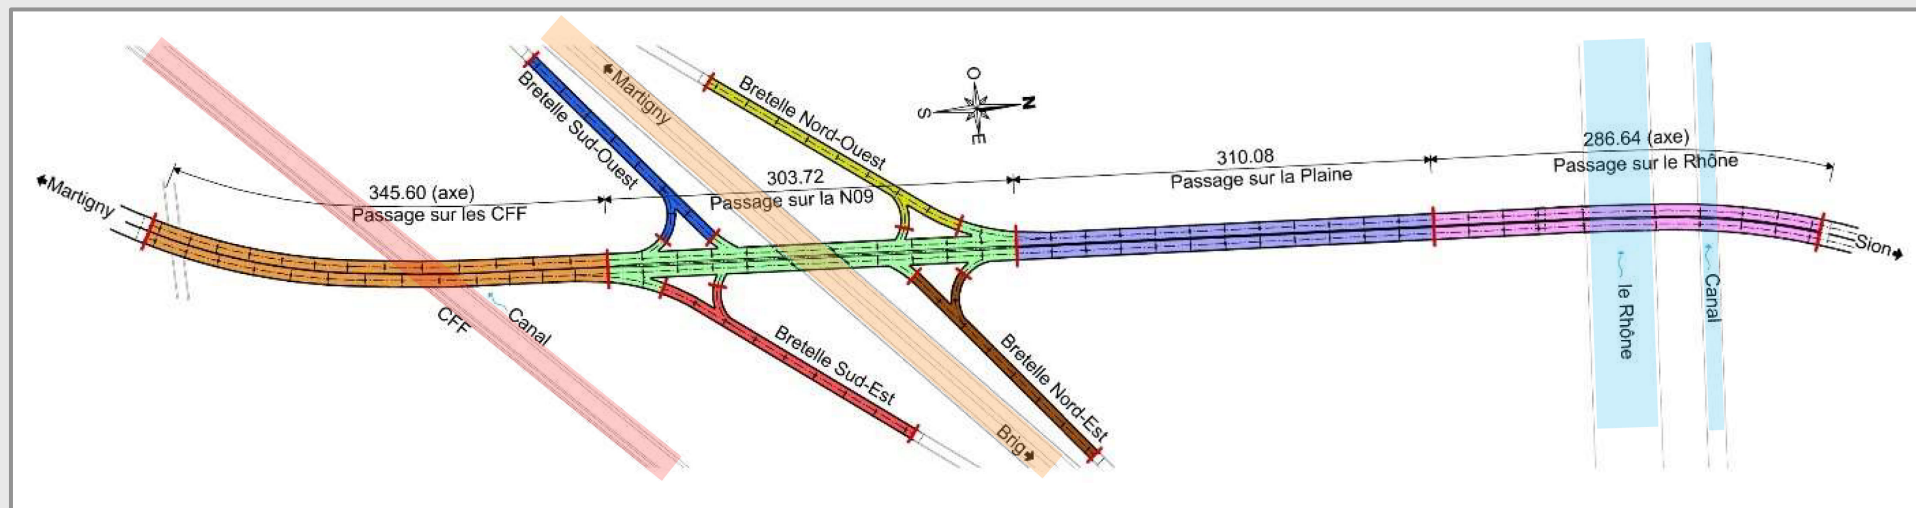 Martigny
345.60 (axe)
Passage sur les CFF
CFF
Canal
Bretelle Sud-Ouest
Martigny
Bretelle Nord-Ouest
303.72
Passage sur la N09
Bretelle Sud-Est
Brig
Bretelle Nord-Est
O
N
S
E
310.08
Passage sur la Plaine
286.64 (axe)
Passage sur le Rhône
le Rhône
Canal
Sion